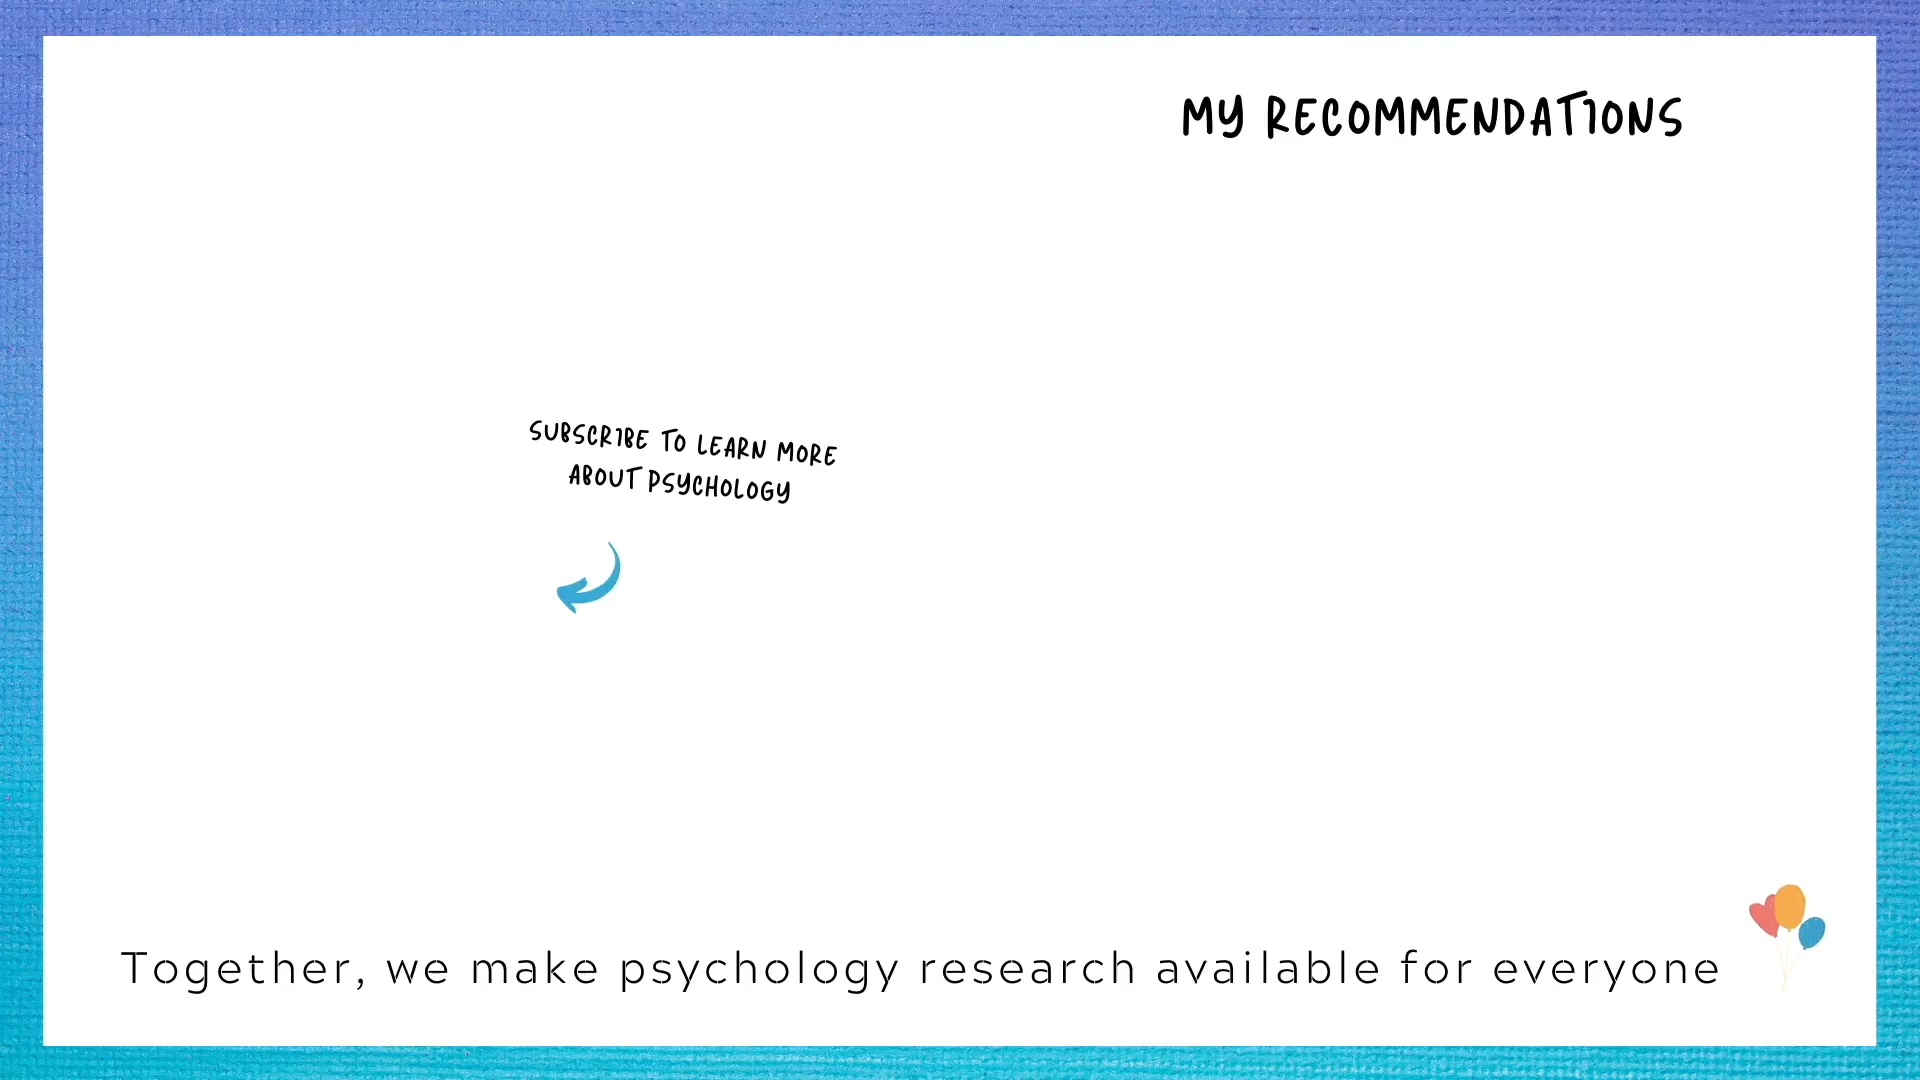 MY RECOMMENDATIONS
SUBSCRIBE TO LEARN MORE
ABOUT PSYCHOLOGY
Together, we make psychology research available for everyone